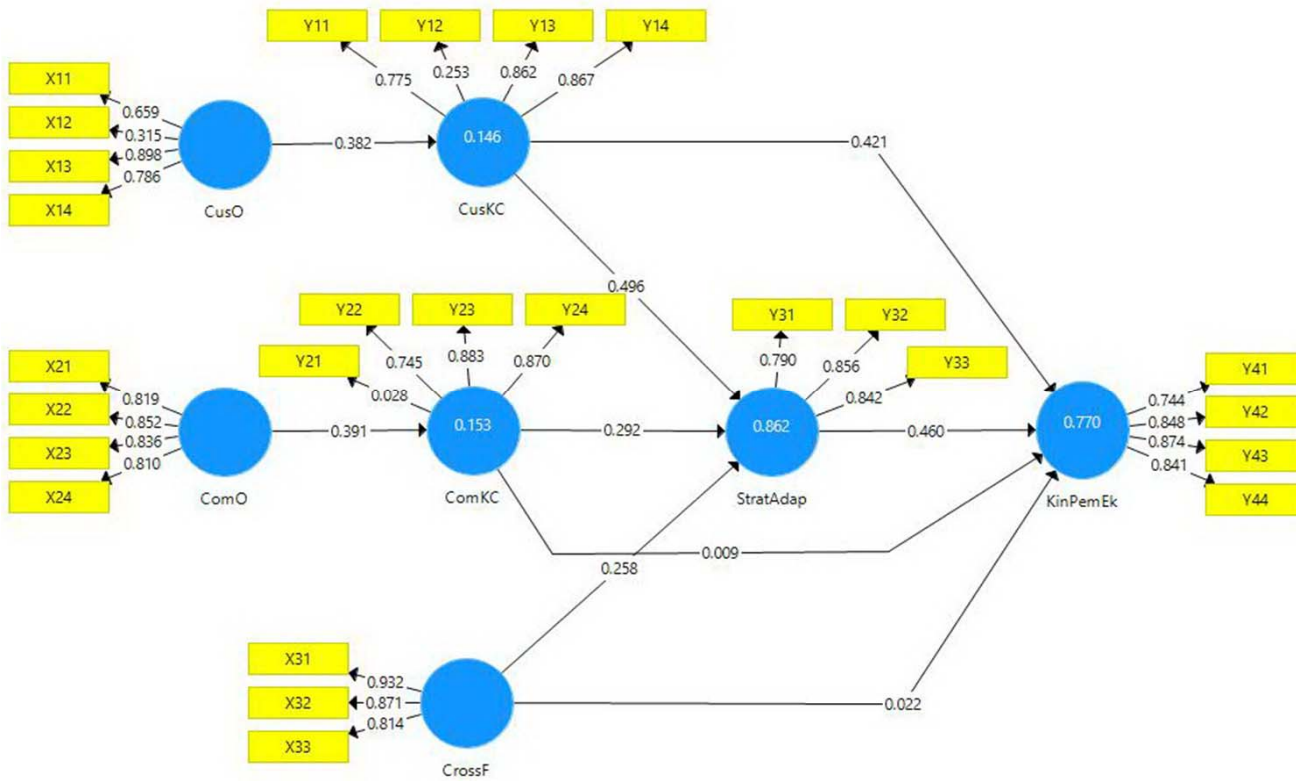 Y11
Y12
Y13
Y14
X11
X12
X13
X14
0.659
0.315
0.898
0.786
CusO
0.382
0.775
0.253
0.862
0.867
0.146
CusKC
0.421
0.496
Y21
Y22
Y23
Y24
0.028
0.745
0.883
0.870
X21
X22
X23
X24
0.819
0.852
0.836
0.810
ComO
0.391
0.153
ComKC
0.292
Y31
Y32
Y33
0.790
0.856
0.842
0.862
StratAdap
0.460
0.770
KinPemEk
0.744
0.848
0.874
0.841
Y41
Y42
Y43
Y44
0.009
0.258
X31
X32
X33
0.932
0.871
0.814
CrossF
0.022